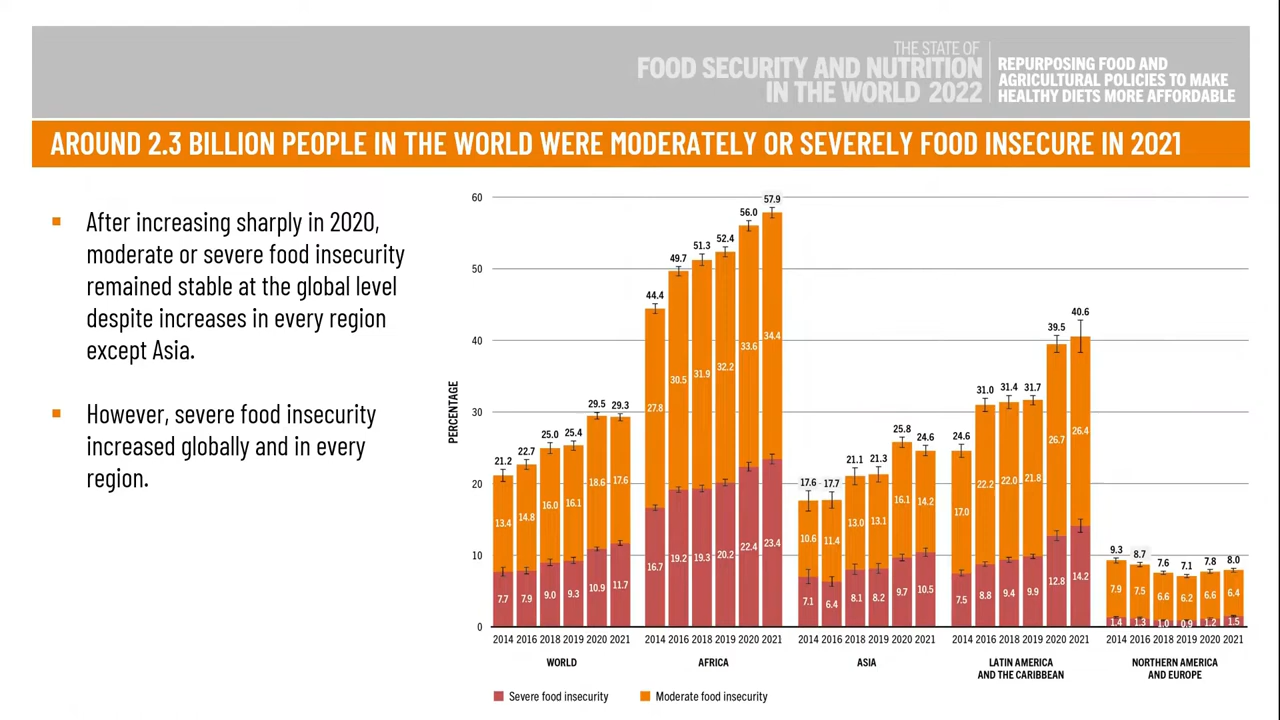 THE STATE OF
FOOD SECURITY AND NUTRITION
IN THE WORLD 2022
REPURPOSING FOOD AND
AGRICULTURAL POLICIES TO MAKE
HEALTHY DIETS MORE AFFORDABLE
AROUND 2.3 BILLION PEOPLE IN THE WORLD WERE MODERATELY OR SEVERELY FOOD INSECURE IN 2021
After increasing sharply in 2020,
moderate or severe food insecurity
remained stable at the global level
despite increases in every region
except Asia.
However, severe food insecurity
increased globally and in every
region.
PERCENTAGE
60
50
40
30
20
10
0
21.2 22.7 25.0 25.4 29.5 29.3
13.4 14.8 16.0 16.1 18.6 17.6
7.7 7.9 9.0 9.3 10.9 11.7
2014 2016 2018 2019 2020 2021
WORLD
44.4 49.7 51.3 52.4 56.0 57.9
27.8 30.5 31.9 32.2 33.6 34.4
16.7 19.2 19.3 20.2 22.4 23.4
2014 2016 2018 2019 2020 2021
AFRICA
17.6 17.7 21.1 21.3 25.8 24.6
10.6 11.4 13.0 13.1 16.1 14.2
7.1 6.4 8.1 8.2 9.7 10.5
2014 2016 2018 2019 2020 2021
ASIA
24.6 31.0 31.4 31.7 39.5 40.6
17.0 22.2 22.0 21.8 26.7 26.4
7.5 8.8 9.4 9.9 12.8 14.2
2014 2016 2018 2019 2020 2021
LATIN AMERICA
AND THE CARIBBEAN
9.3 8.7 7.6 7.1 7.8 8.0
7.9 7.5 6.6 6.2 6.6 6.4
1.4 1.3 1.0 0.9 1.2 1.5
2014 2016 2018 2019 2020 2021
NORTHERN AMERICA
AND EUROPE
Severe food insecurity
Moderate food insecurity